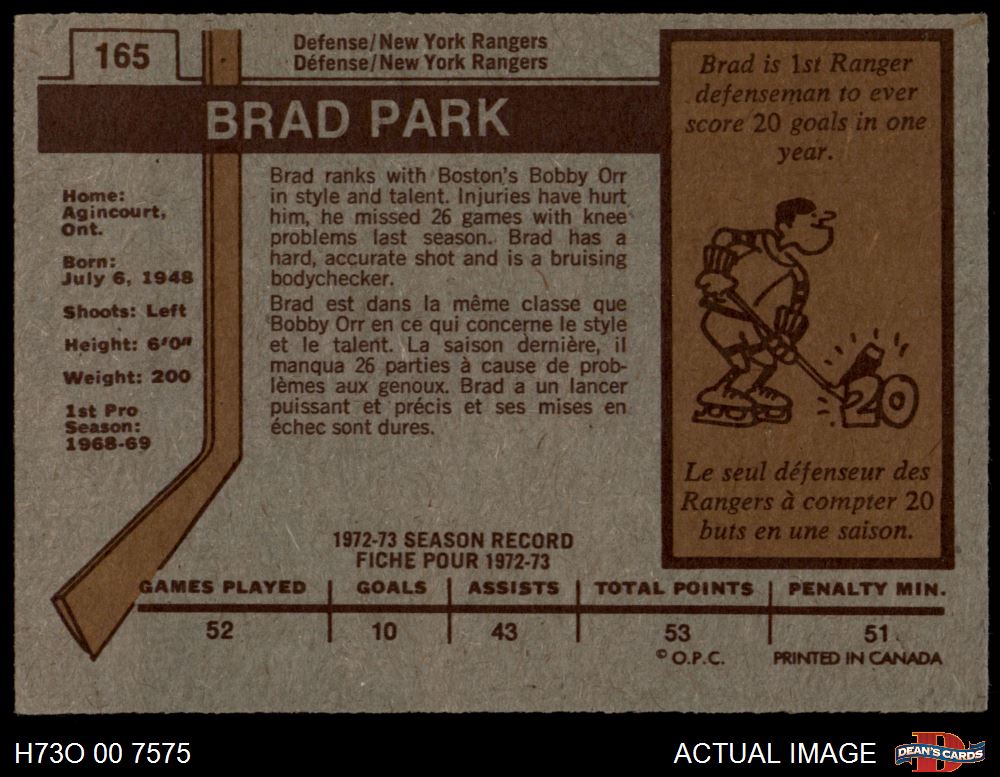 165
Defense/New York Rangers
Défense/New York Rangers
BRAD PARK
Home:
Agincourt,
Ont.
Born:
July 6, 1948
Shoots: Left
Height: 6'0"
Weight: 200
1st Pro
Season:
1968-69
Brad ranks with Boston's Bobby Orr
in style and talent. Injuries have hurt
him, he missed 26 games with knee
problems last season. Brad has a
hard, accurate shot and is a bruising
bodychecker.
Brad est dans la même classe que
Bobby Orr en ce qui concerne le style
et le talent. La saison dernière, il
manqua 26 parties à cause de prob-
lèmes aux genoux. Brad a un lancer
puissant et précis et ses mises en
échec sont dures.
Brad is 1st Ranger
defenseman to ever
score 20 goals in one
year.
20
Le seul défenseur des
Rangers à compter 20
buts en une saison.
1972-73 SEASON RECORD
FICHE POUR 1972-73
GAMES PLAYED GOALS ASSISTS TOTAL POINTS PENALTY MIN.
52 10 43 53 51
© O.P.C. PRINTED IN CANADA
H73O 00 7575 ACTUAL IMAGE D DEAN'S CARDS